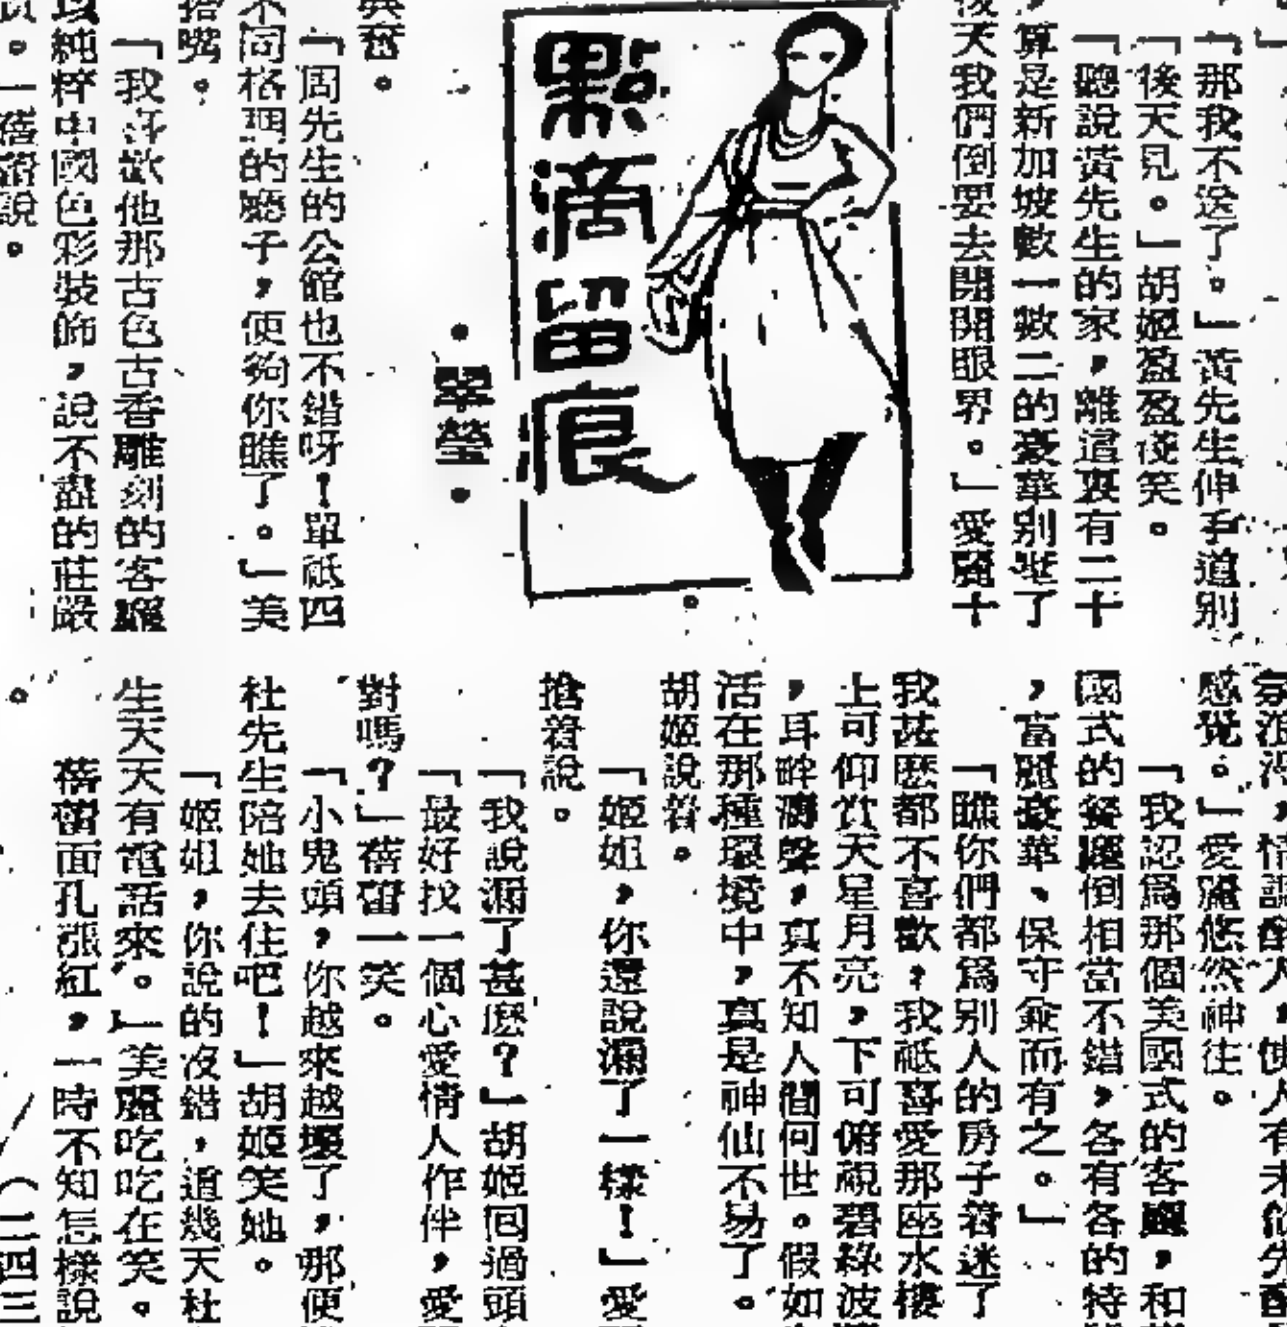 「那我不送了。」黃先生伸手道別
「後天見。」胡姬盈盈淺笑。
「聽說黃先生的家，離這裏有二十
，算是新加坡數一數二的豪華別墅了
後天我們倒要去開開眼界。」愛麗十
點滴留痕
・翠瑩・
興奮。
「周先生的公館也不錯呀！單祇四
不同格調的廳子，便夠你瞧了。」美
搶嘴。
「我喜歡他那古色古香雕刻的客廳
以純粹中國色彩裝飾，說不盡的莊嚴
。」蓓蕾說。
感覺。」愛麗悠然神往。
「我認爲那個美國式的客廳，和
國式的餐廳倒相當不錯，各有各的特
，富麗豪華、保守兼而有之。」
「瞧你們都爲別人的房子着迷了
我甚麼都不喜歡，我祇喜愛那座水樓
上可仰賞天星月亮，下可俯視碧綠波
，耳畔濤聲，真不知人間何世。假如
活在那種環境中，真是神仙不易了。
胡姬說着。
「姬姐，你還說漏了一樣！」愛
搶着說。
「我說漏了甚麼？」胡姬回過頭
「最好找一個心愛情人作伴，愛
對嗎？」蓓蕾一笑。
「小鬼頭，你越來越壞了，那便
杜先生陪她去住吧！」胡姬笑她。
「姬姐，你說的沒錯，這幾天杜
生天天有電話來。」美麗吃吃在笑。
蓓蕾面孔漲紅，一時不知怎樣說
（二四三